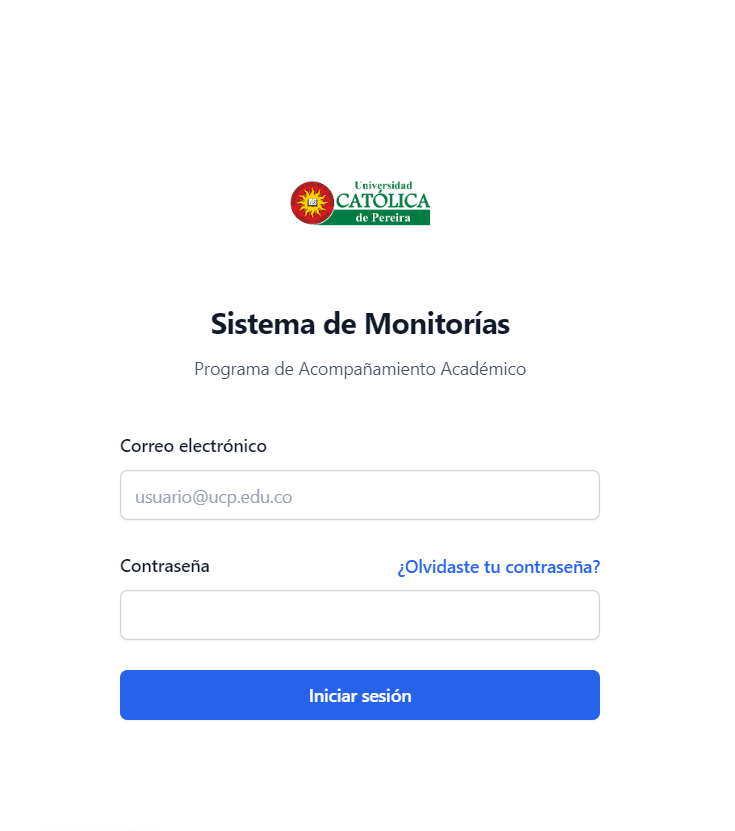 Universidad
CATÓLICA
de Pereira
Sistema de Monitorías
Programa de Acompañamiento Académico
Correo electrónico
usuario@ucp.edu.co
Contraseña ¿Olvidaste tu contraseña?
Iniciar sesión